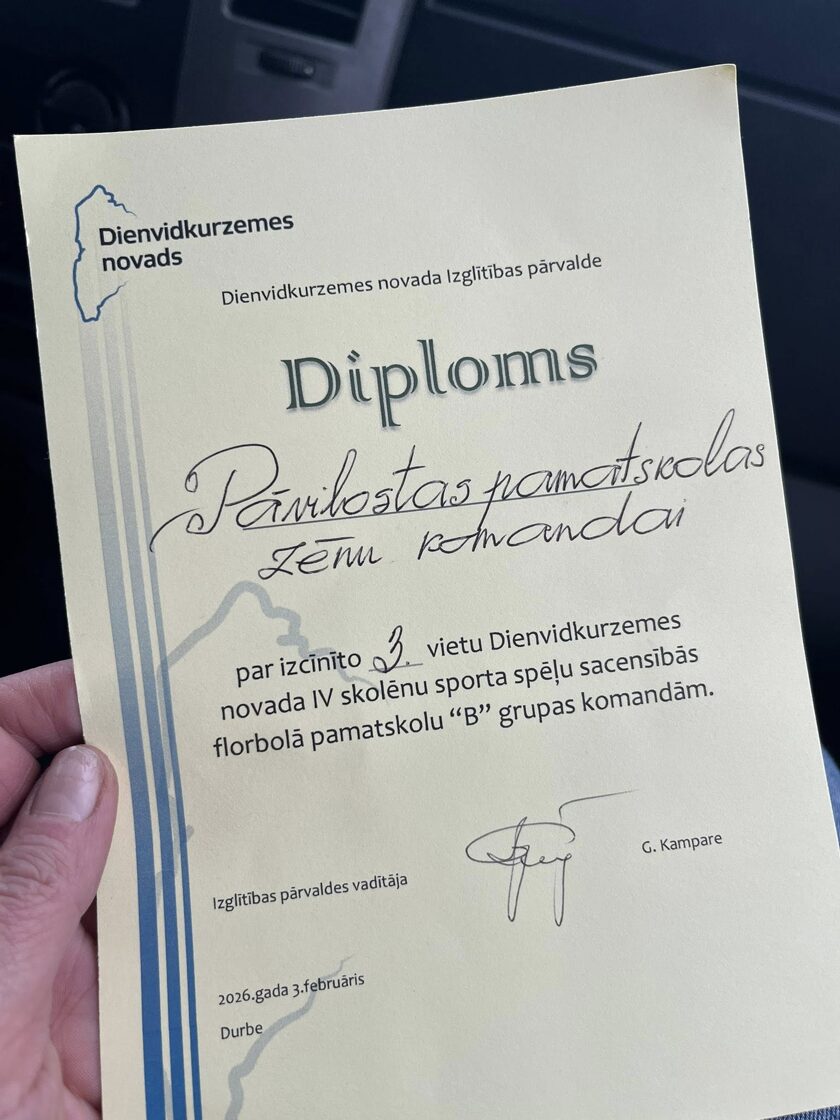 Dienvidkurzemes
novads
Dienvidkurzemes novada Izglītības pārvalde
Diploms
Pāvilostas pamatskolas
zēnu komandai
par izcīnīto 3. vietu Dienvidkurzemes
novada IV skolēnu sporta spēļu sacensībās
florbolā pamatskolu “B” grupas komandām.
Izglītības pārvaldes vadītāja
G. Kampare
2026.gada 3.februāris
Durbe